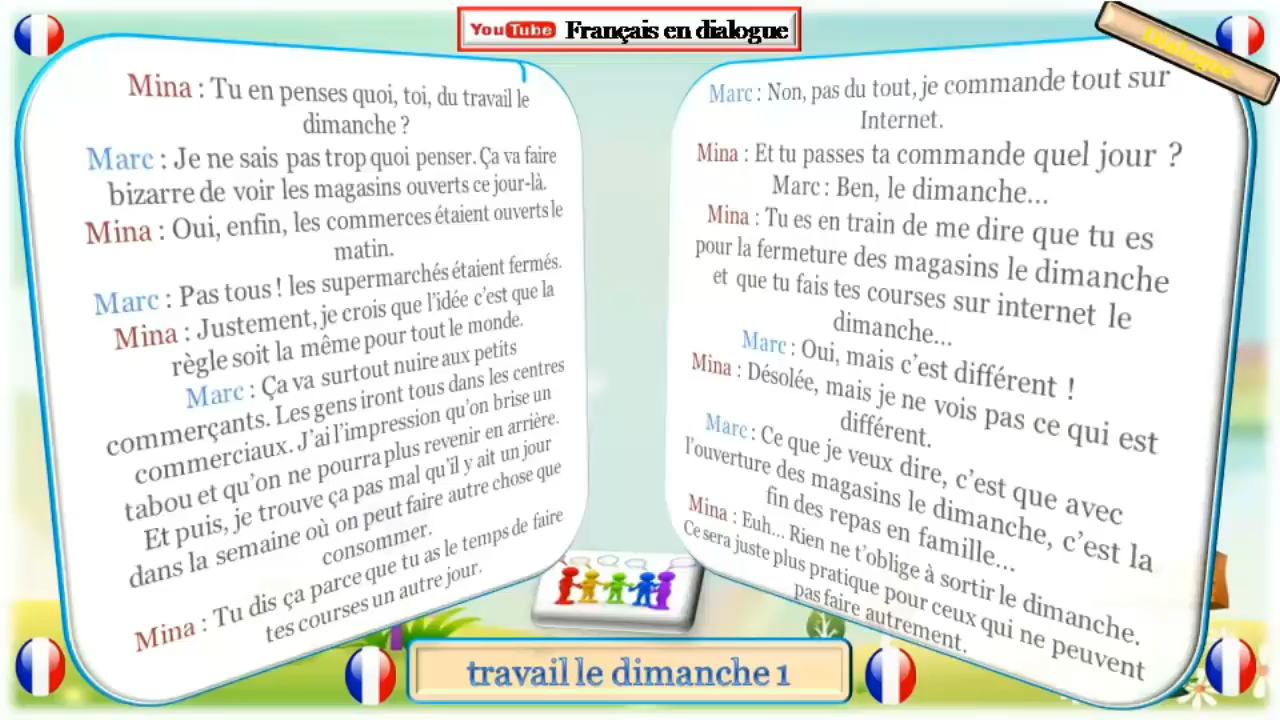 YouTube Français en dialogue
Dialogue
Mina : Tu en penses quoi, toi, du travail le
dimanche ?
Marc : Je ne sais pas trop quoi penser. Ça va faire
bizarre de voir les magasins ouverts ce jour-là.
Mina : Oui, enfin, les commerces étaient ouverts le
matin.
Marc : Pas tous ! les supermarchés étaient fermés.
Mina : Justement, je crois que l'idée c'est que la
règle soit la même pour tout le monde.
Marc : Ça va surtout nuire aux petits
commerçants. Les gens iront tous dans les centres
commerciaux. J'ai l'impression qu'on brise un
tabou et qu'on ne pourra plus revenir en arrière.
Et puis, je trouve ça pas mal qu'il y ait un jour
dans la semaine où on peut faire autre chose que
consommer.
Mina : Tu dis ça parce que tu as le temps de faire
tes courses un autre jour.
Marc : Non, pas du tout, je commande tout sur
Internet.
Mina : Et tu passes ta commande quel jour ?
Marc : Ben, le dimanche…
Mina : Tu es en train de me dire que tu es
pour la fermeture des magasins le dimanche
et que tu fais tes courses sur internet le
dimanche…
Marc : Oui, mais c'est différent !
Mina : Désolée, mais je ne vois pas ce qui est
différent.
Marc : Ce que je veux dire, c'est que avec
l'ouverture des magasins le dimanche, c'est la
fin des repas en famille…
Mina : Euh… Rien ne t'oblige à sortir le dimanche.
Ce sera juste plus pratique pour ceux qui ne peuvent
pas faire autrement.
travail le dimanche 1